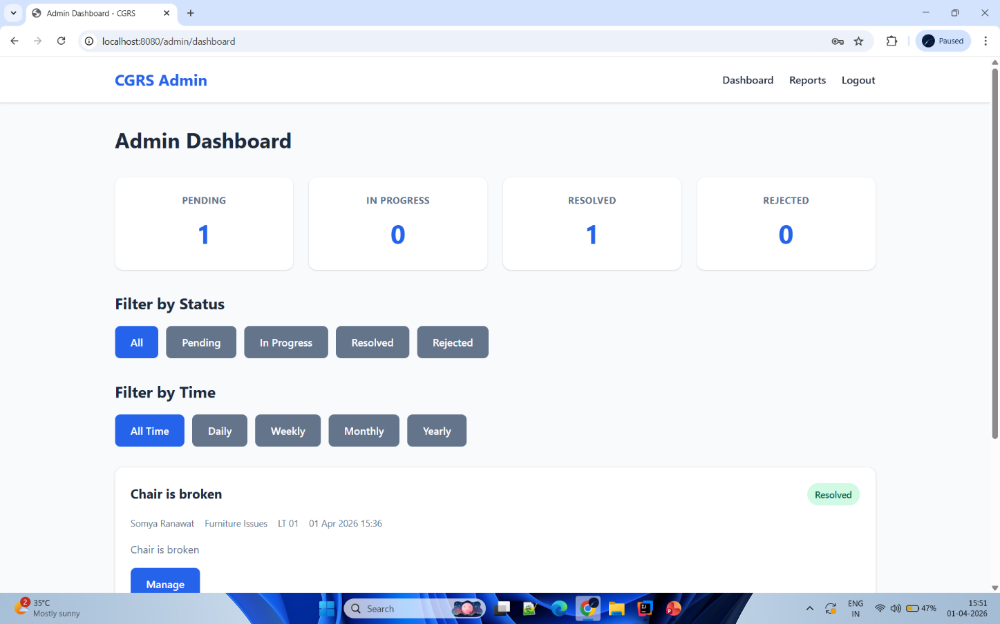 Admin Dashboard - CGRS
localhost:8080/admin/dashboard
Paused
CGRS Admin
Dashboard Reports Logout
Admin Dashboard
PENDING IN PROGRESS RESOLVED REJECTED
1 0 1 0
Filter by Status
All Pending In Progress Resolved Rejected
Filter by Time
All Time Daily Weekly Monthly Yearly
Chair is broken Resolved
Somya Ranawat Furniture Issues LT 01 01 Apr 2026 15:36
Chair is broken
Manage
2 35°C
Mostly sunny
Search
ENG
IN
47%
15:51
01-04-2026